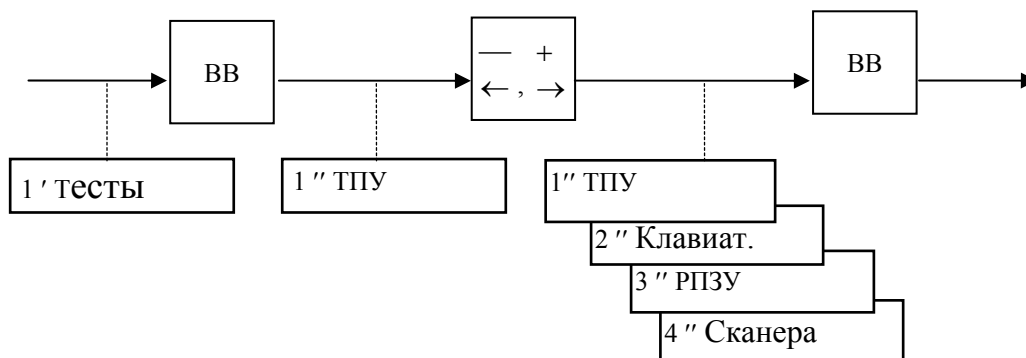 ВВ
— +
← , →
ВВ
1 ′ Тесты
1 ″ ТПУ
1″ ТПУ
2 ″ Клавиат.
3 ″ РПЗУ
4 ″ Сканера